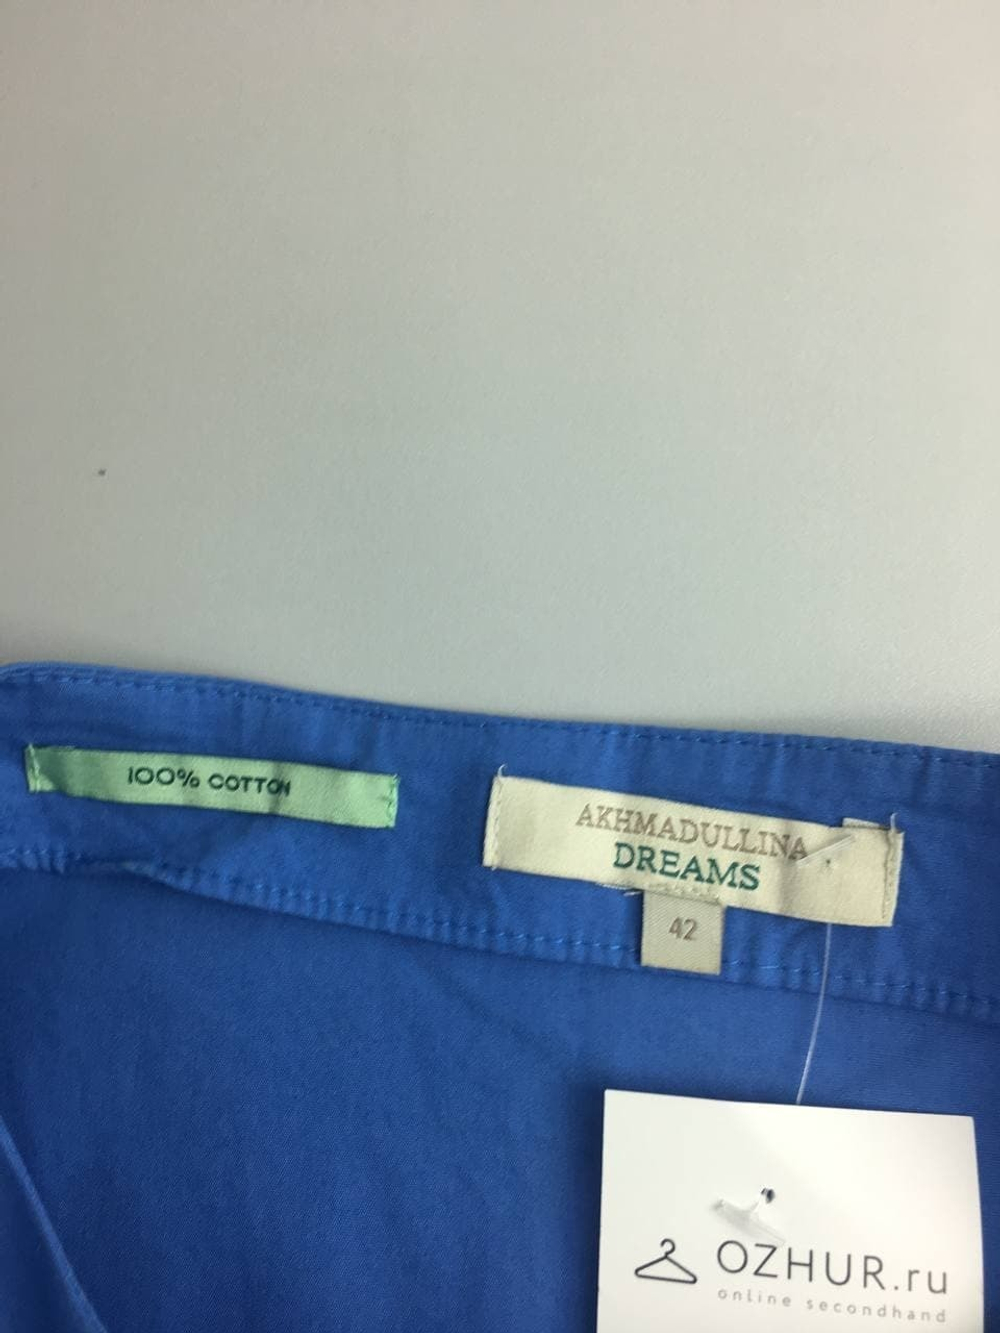 100% COTTON
AKHMADULLINA
DREAMS
42
OZHUR.ru
online secondhand